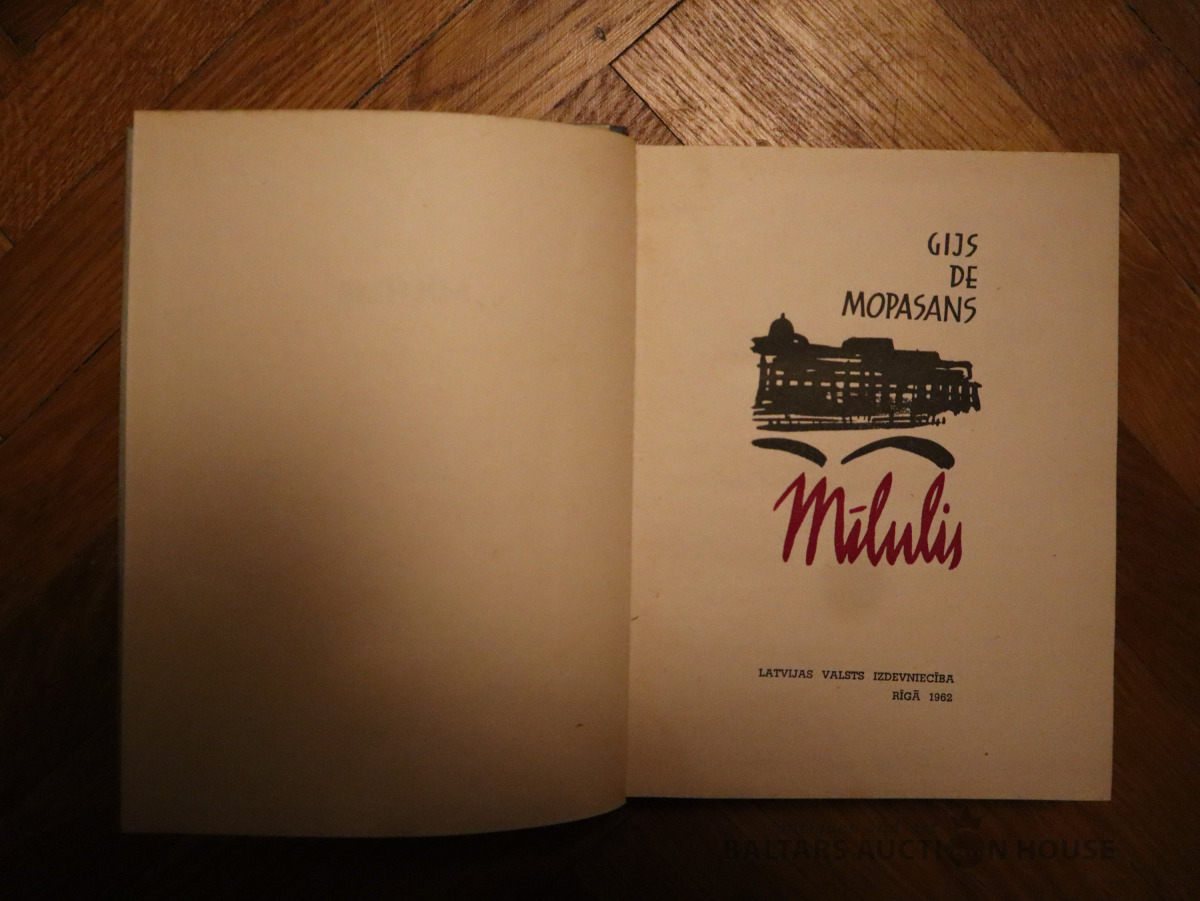 GIJS
DE
MOPASANS
Mīlulis
LATVIJAS VALSTS IZDEVNIECĪBA
RĪGĀ 1962
BALTARS AUCTION HOUSE